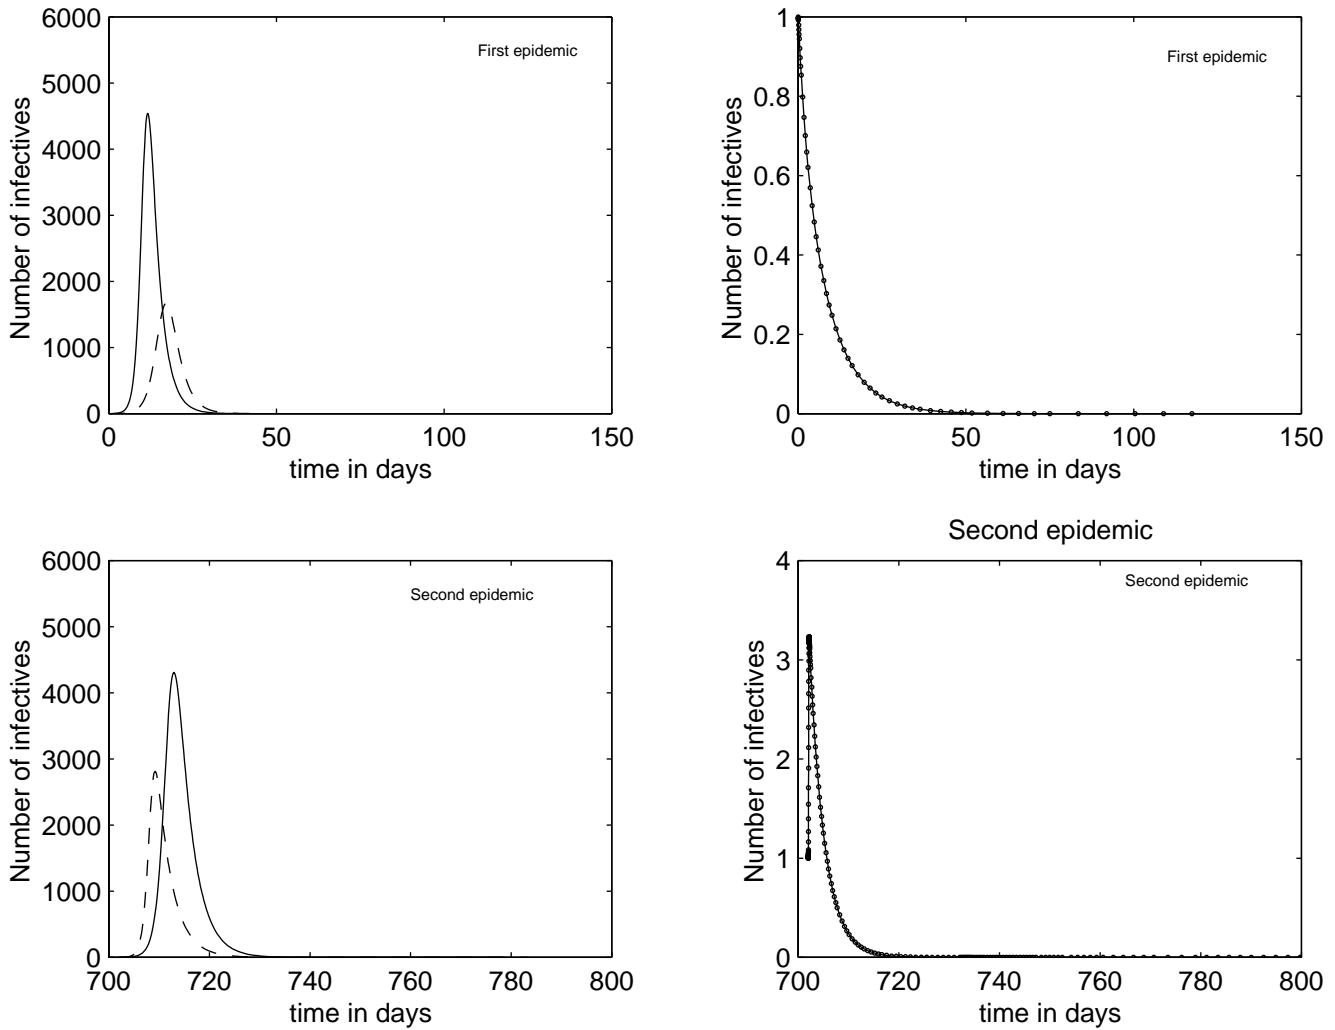 6000
5000
4000
3000
2000
1000
0
Number of infectives
First epidemic
0 50 100 150
time in days
1
0.8
0.6
0.4
0.2
0
Number of infectives
First epidemic
0 50 100 150
time in days
6000
5000
4000
3000
2000
1000
0
Number of infectives
Second epidemic
700 720 740 760 780 800
time in days
Second epidemic
4
3
2
1
0
Number of infectives
Second epidemic
700 720 740 760 780 800
time in days